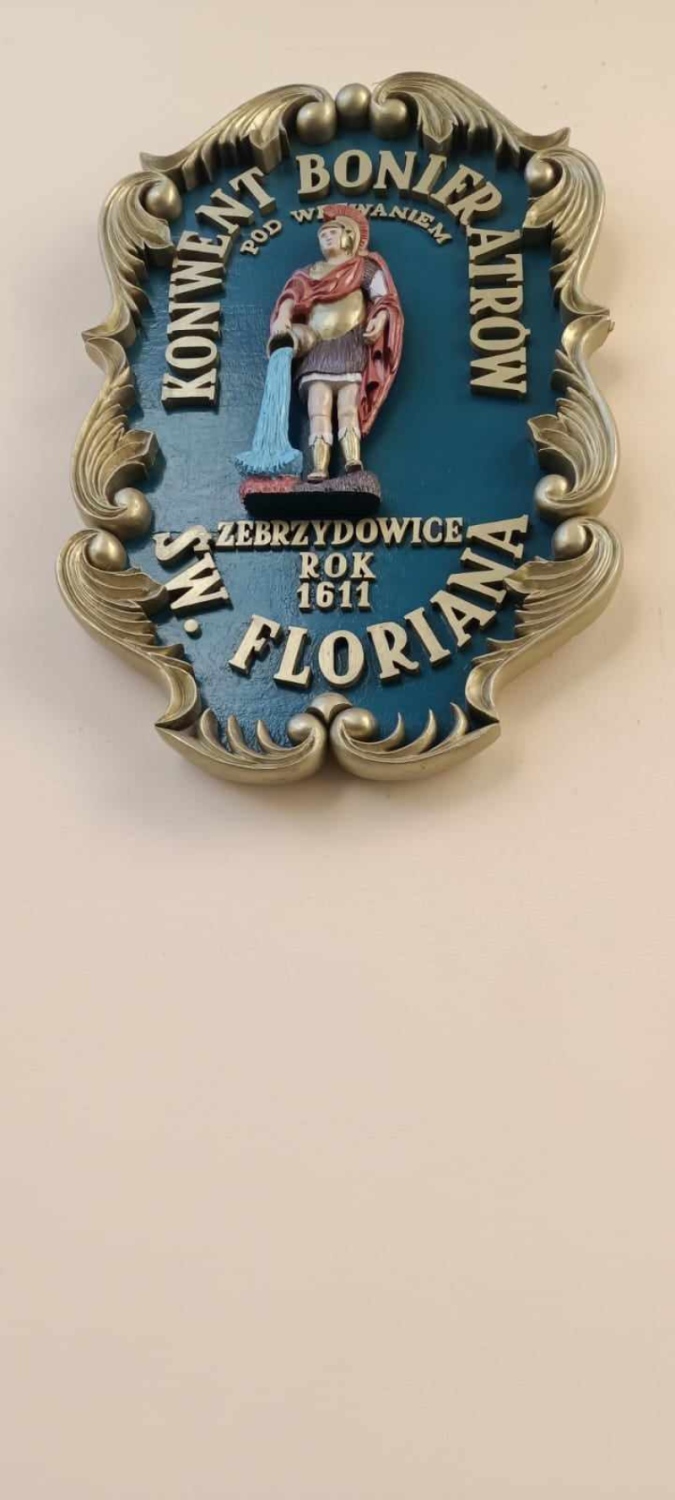 KONWENT BONIFRATRÓW
POD WEZWANIEM
ZEBRZYDOWICE
ROK
1611
ŚW. FLORIANA